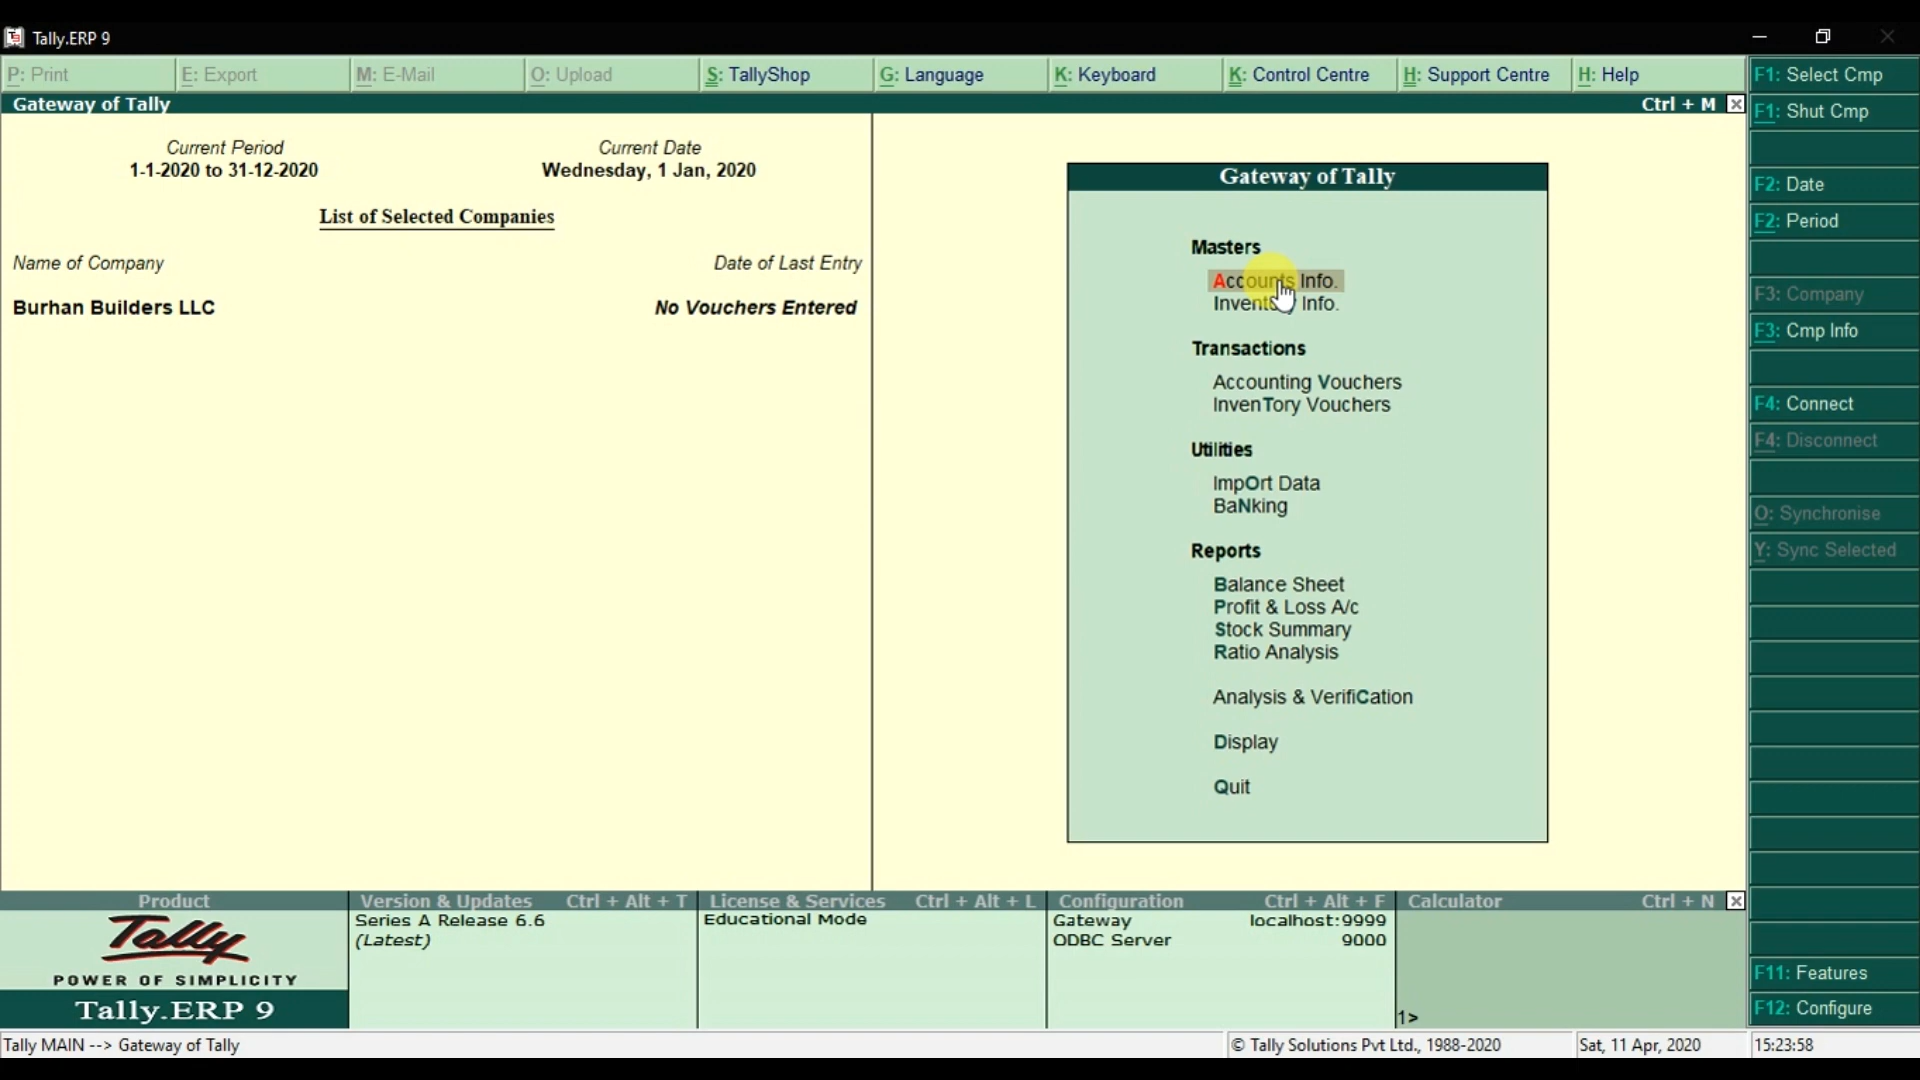 Tally.ERP 9
P: Print E: Export M: E-Mail O: Upload S: TallyShop G: Language K: Keyboard K: Control Centre H: Support Centre H: Help
Gateway of Tally Ctrl + M
Current Period Current Date
1-1-2020 to 31-12-2020 Wednesday, 1 Jan, 2020
List of Selected Companies
Name of Company Date of Last Entry
Burhan Builders LLC No Vouchers Entered
Gateway of Tally
Masters
Accounts Info.
Inventory Info.
Transactions
Accounting Vouchers
InvenTory Vouchers
Utilities
ImpOrt Data
BaNking
Reports
Balance Sheet
Profit & Loss A/c
Stock Summary
Ratio Analysis
Analysis & VerifiCation
Display
Quit
F1: Select Cmp
F1: Shut Cmp
F2: Date
F2: Period
F3: Company
F3: Cmp Info
F4: Connect
F4: Disconnect
O: Synchronise
Y: Sync Selected
F11: Features
F12: Configure
Product
Tally
POWER OF SIMPLICITY
Tally.ERP 9
Version & Updates Ctrl + Alt + T
Series A Release 6.6
(Latest)
License & Services Ctrl + Alt + L
Educational Mode
Configuration Ctrl + Alt + F
Gateway localhost:9999
ODBC Server 9000
Calculator Ctrl + N
1>
Tally MAIN --> Gateway of Tally © Tally Solutions Pvt Ltd., 1988-2020 Sat, 11 Apr, 2020 15:23:58